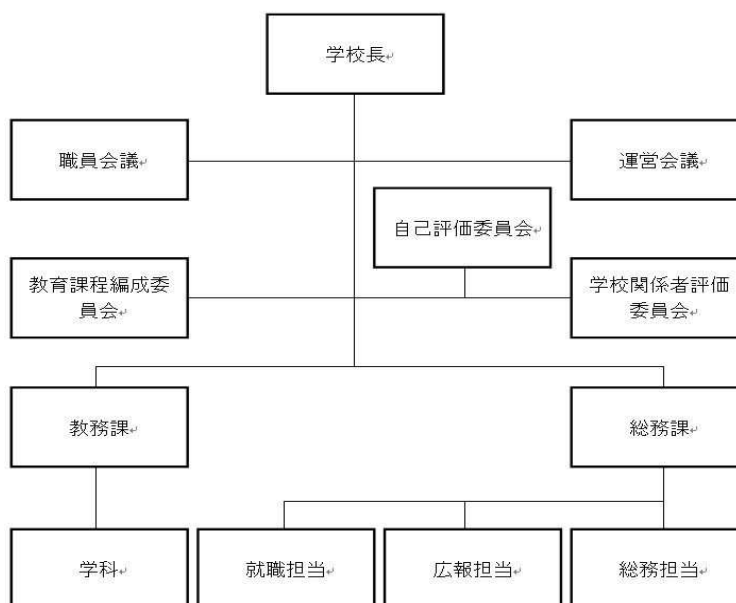 学校長
職員会議
運営会議
自己評価委員会
教育課程編成委
員会
学校関係者評価
委員会
教務課
総務課
学科
就職担当
広報担当
総務担当